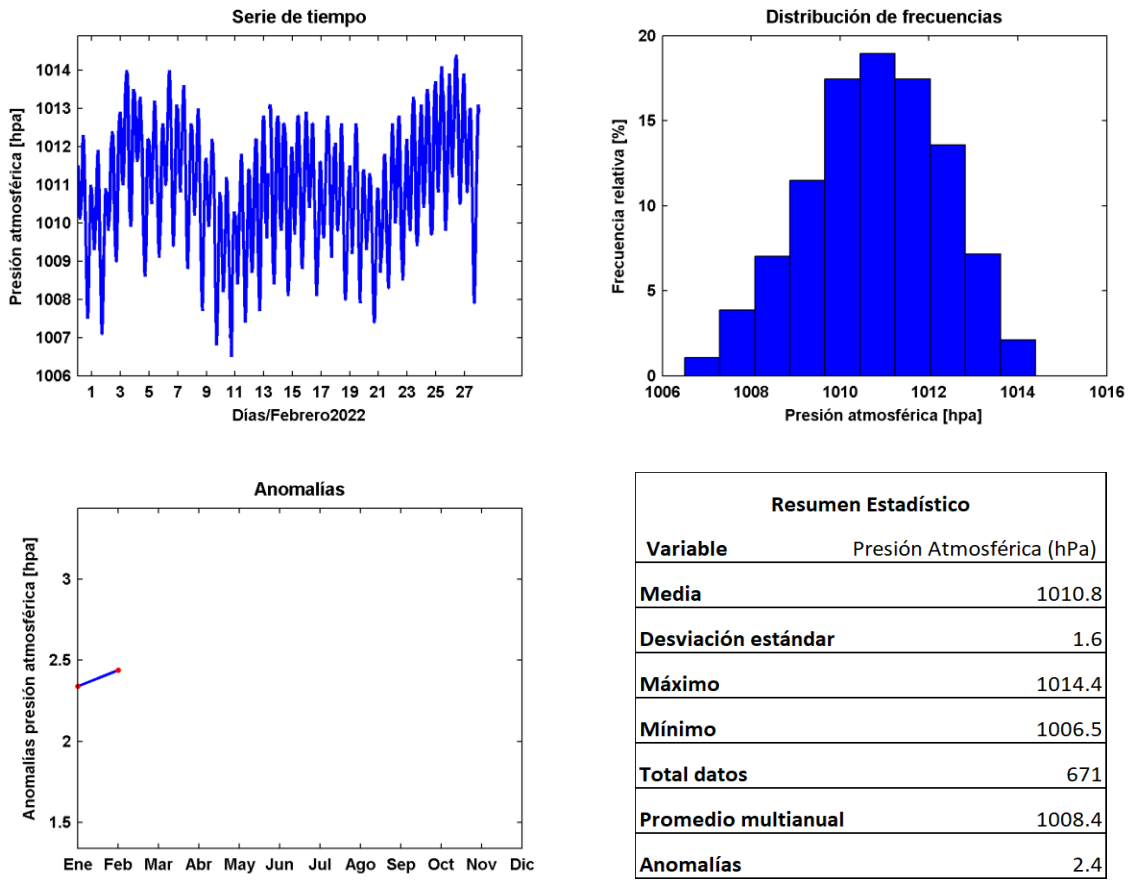 Serie de tiempo
Presión atmosférica [hpa]
1014
1013
1012
1011
1010
1009
1008
1007
1006
1 3 5 7 9 11 13 15 17 19 21 23 25 27
Días/Febrero2022
Distribución de frecuencias
Frecuencia relativa [%]
20
15
10
5
0
1006 1008 1010 1012 1014 1016
Presión atmosférica [hpa]
Anomalías
Anomalías presión atmosférica [hpa]
3
2.5
2
1.5
Ene Feb Mar Abr May Jun Jul Ago Sep Oct Nov Dic
Resumen Estadístico
Variable Presión Atmosférica (hPa)
Media 1010.8
Desviación estándar 1.6
Máximo 1014.4
Mínimo 1006.5
Total datos 671
Promedio multianual 1008.4
Anomalías 2.4